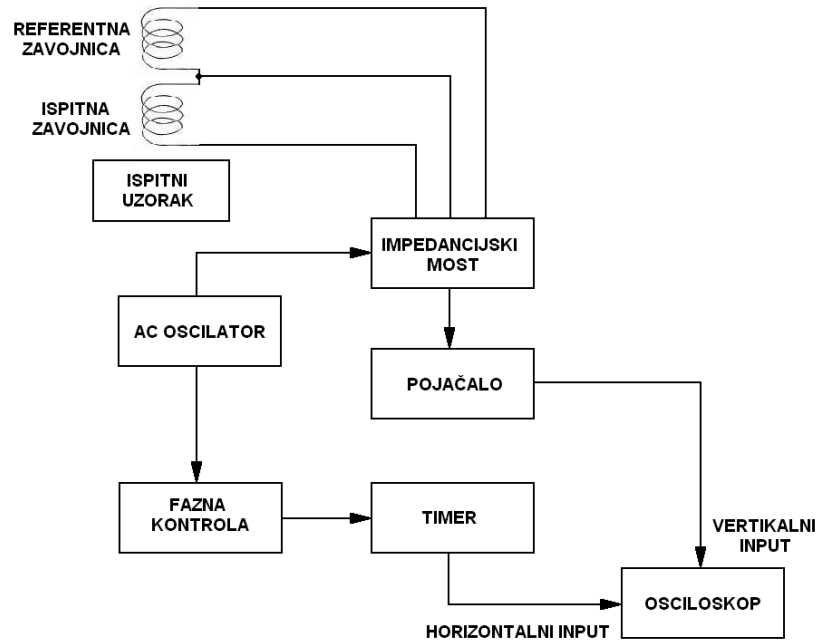 REFERENTNA
ZAVOJNICA
ISPITNA
ZAVOJNICA
ISPITNI
UZORAK
IMPEDANCIJSKI
MOST
AC OSCILATOR
POJAČALO
FAZNA
KONTROLA
TIMER
VERTIKALNI
INPUT
OSCILOSKOP
HORIZONTALNI INPUT